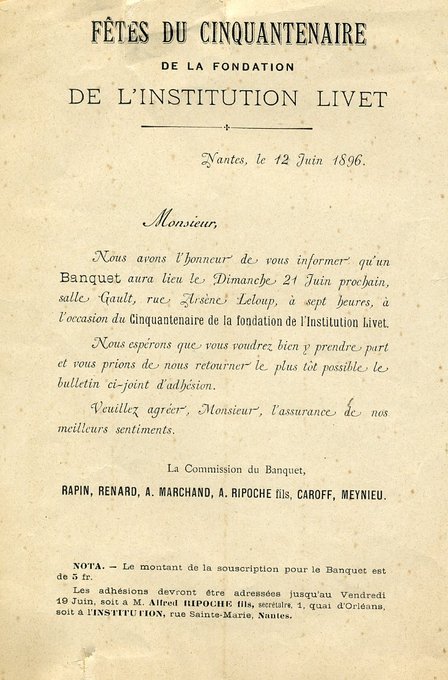 FÊTES DU CINQUANTENAIRE
DE LA FONDATION
DE L'INSTITUTION LIVET
Nantes, le 12 Juin 1896.
Monsieur,
Nous avons l'honneur de vous informer qu'un
Banquet aura lieu le Dimanche 21 Juin prochain,
salle Gault, rue Arsène Leloup, à sept heures, à
l'occasion du Cinquantenaire de la fondation de l'Institution Livet.
Nous espérons que vous voudrez bien y prendre part
et vous prions de nous retourner le plus tôt possible le
bulletin ci-joint d'adhésion.
Veuillez agréer, Monsieur, l'assurance de nos
meilleurs sentiments.
La Commission du Banquet,
RAPIN, RENARD, A. MARCHAND, A. RIPOCHE fils, CAROFF, MEYNIEU.
NOTA. — Le montant de la souscription pour le Banquet est
de 5 fr.
Les adhésions devront être adressées jusqu'au Vendredi
19 Juin, soit à M. Alfred RIPOCHE fils, secrétaire, 1, quai d'Orléans,
soit à l'INSTITUTION, rue Sainte-Marie, Nantes.